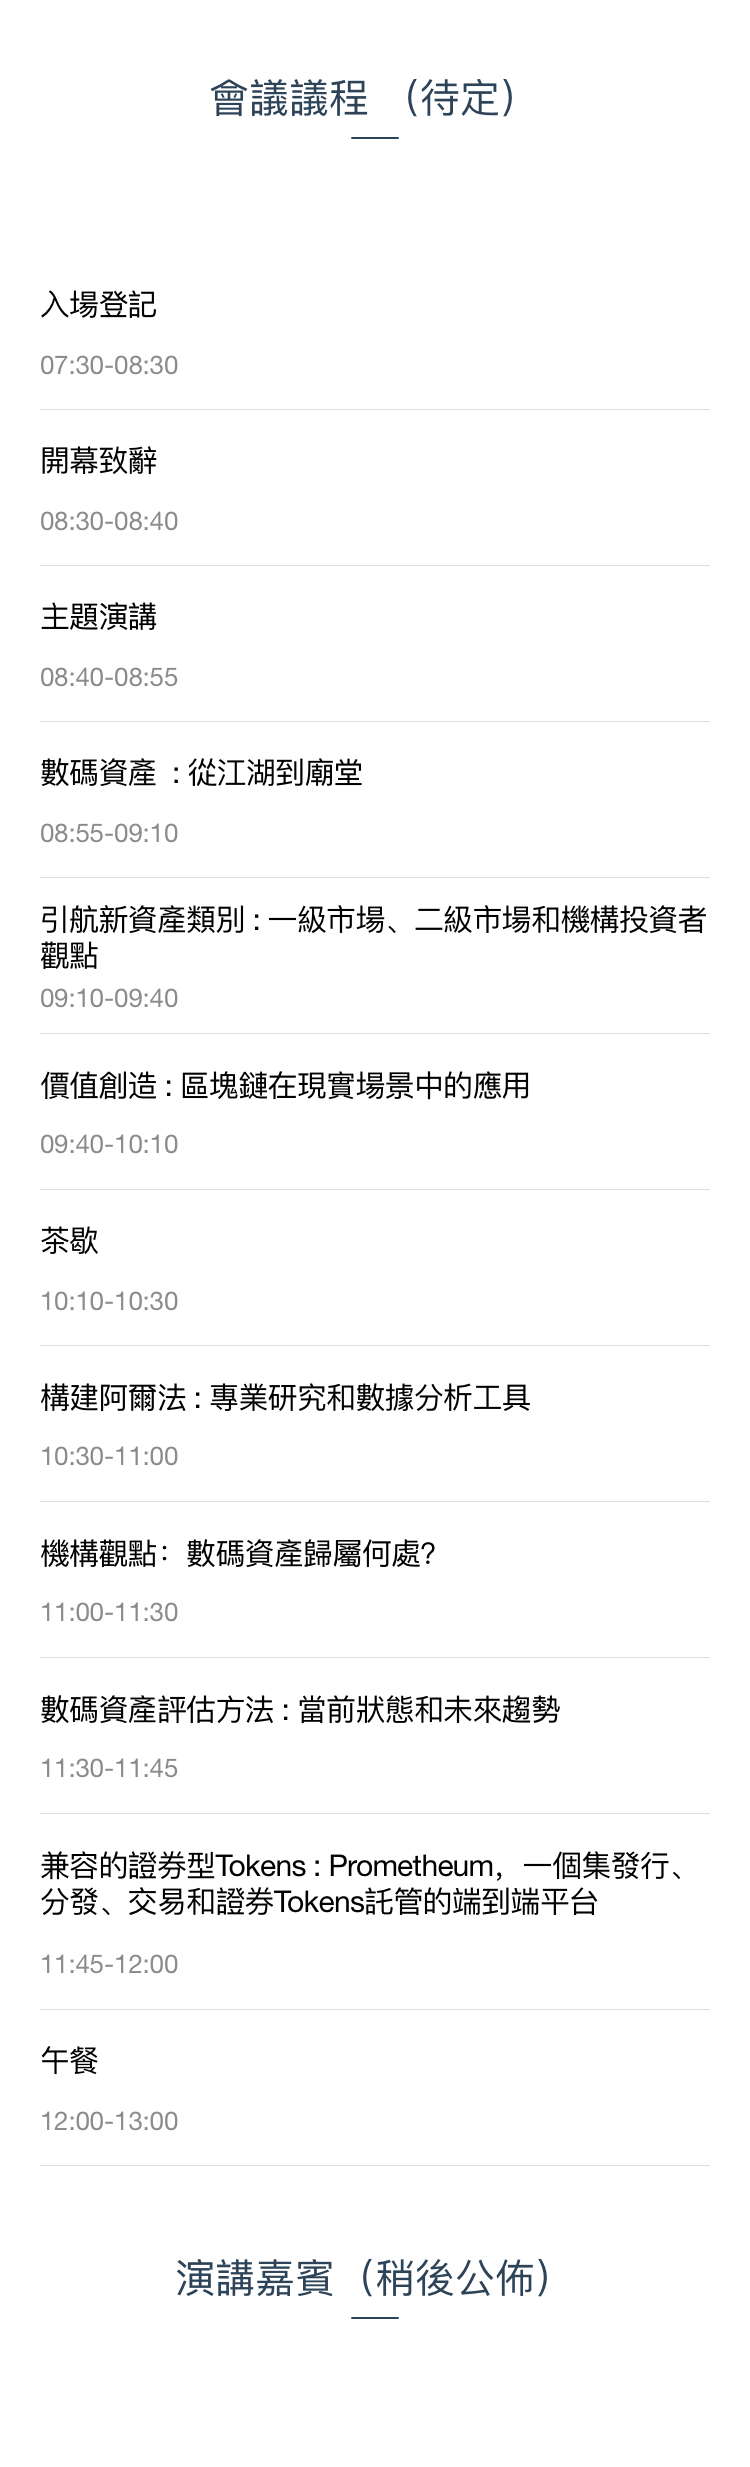 會議議程 （待定）
入場登記
07:30-08:30
開幕致辭
08:30-08:40
主題演講
08:40-08:55
數碼資產 : 從江湖到廟堂
08:55-09:10
引航新資產類別 : 一級市場、二級市場和機構投資者
觀點
09:10-09:40
價值創造 : 區塊鏈在現實場景中的應用
09:40-10:10
茶歇
10:10-10:30
構建阿爾法 : 專業研究和數據分析工具
10:30-11:00
機構觀點：數碼資產歸屬何處？
11:00-11:30
數碼資產評估方法 : 當前狀態和未來趨勢
11:30-11:45
兼容的證券型Tokens : Prometheum，一個集發行、
分發、交易和證券Tokens託管的端到端平台
11:45-12:00
午餐
12:00-13:00
演講嘉賓（稍後公佈）